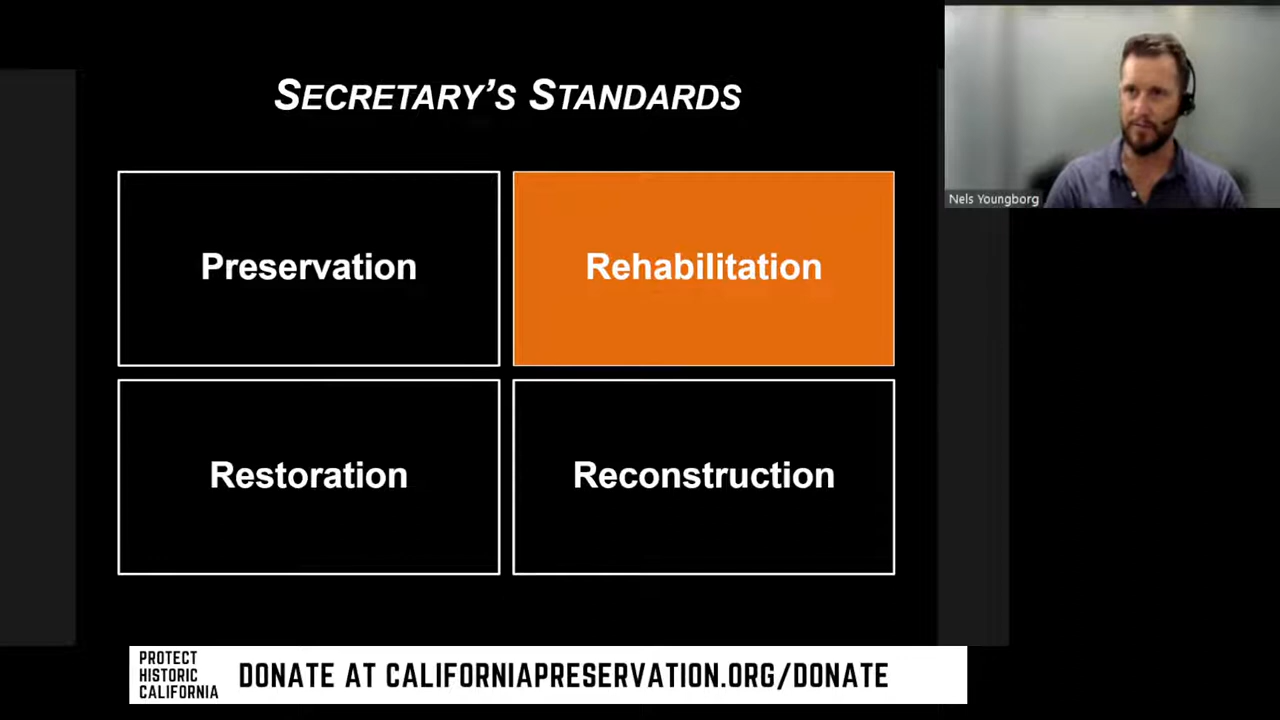 SECRETARY'S STANDARDS
Nels Youngborg
Preservation
Rehabilitation
Restoration
Reconstruction
PROTECT
HISTORIC
CALIFORNIA
DONATE AT CALIFORNIAPRESERVATION.ORG/DONATE